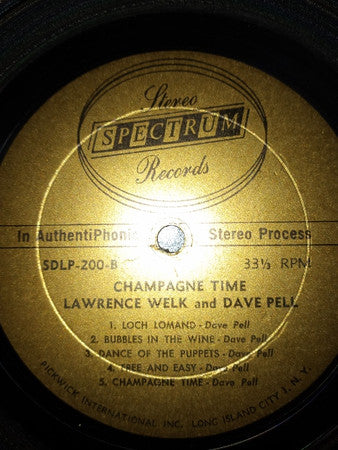 Stereo
SPECTRUM
Records
In AuthentiPhonic Stereo Process
SDLP-200-B 33⅓ RPM
CHAMPAGNE TIME
LAWRENCE WELK and DAVE PELL
1. LOCH LOMAND - Dave Pell
2. BUBBLES IN THE WINE - Dave Pell
3. DANCE OF THE PUPPETS - Dave Pell
4. FREE AND EASY - Dave Pell
5. CHAMPAGNE TIME - Dave Pell
PICKWICK INTERNATIONAL INC. LONG ISLAND CITY 1, N. Y.